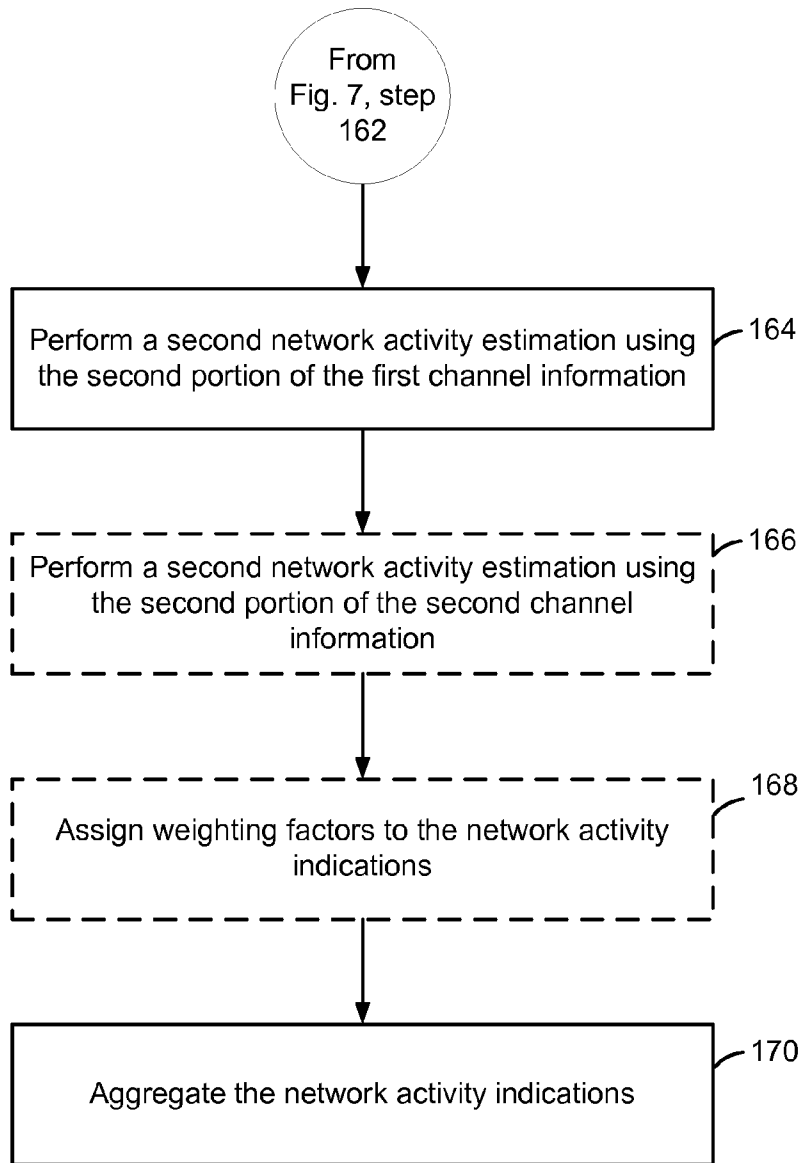 From
Fig. 7, step
162
Perform a second network activity estimation using
the second portion of the first channel information
164
Perform a second network activity estimation using
the second portion of the second channel
information
166
Assign weighting factors to the network activity
indications
168
Aggregate the network activity indications
170